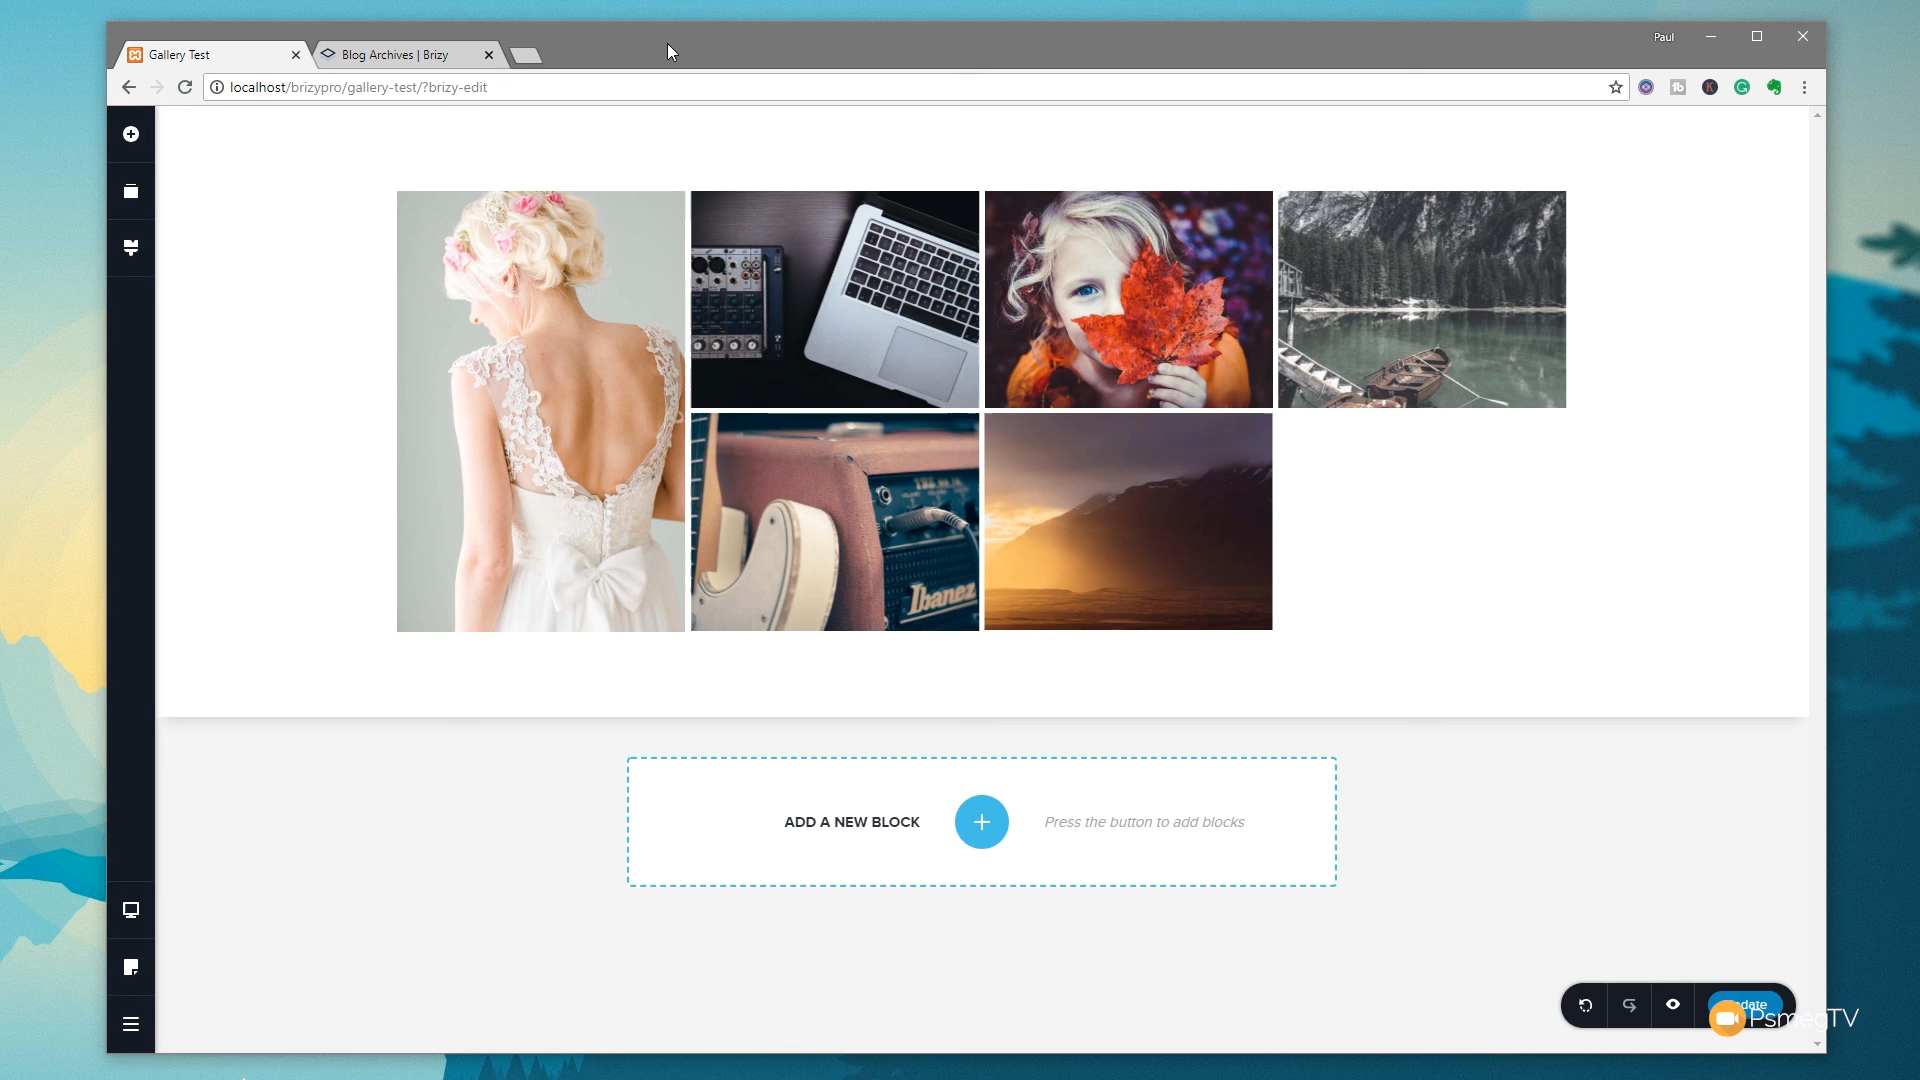 Paul
Gallery Test
Blog Archives | Brizy
localhost/brizypro/gallery-test/?brizy-edit
Ibanez
ADD A NEW BLOCK
Press the button to add blocks
PsmegTV